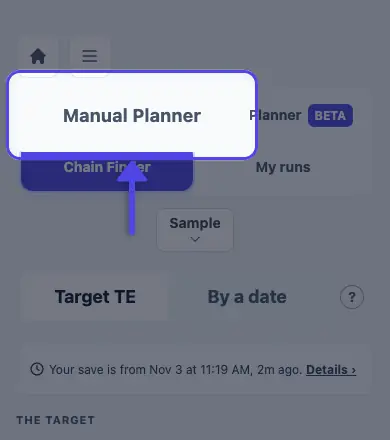 Manual Planner
Planner BETA
Chain Finder
My runs
Sample
Target TE
By a date
?
Your save is from Nov 3 at 11:19 AM, 2m ago. Details ›
THE TARGET